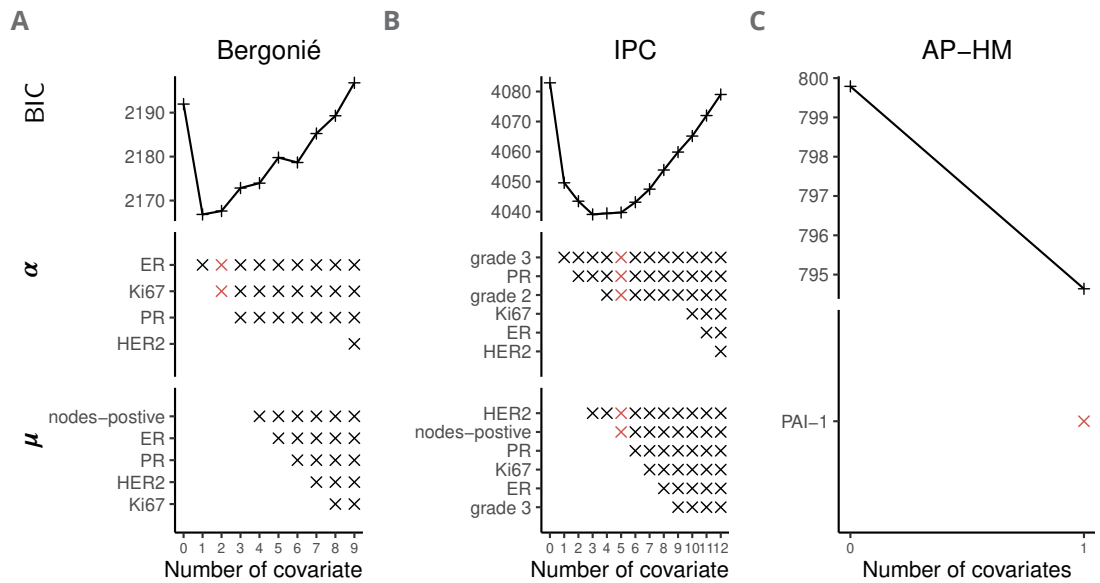 A
Bergonié
BIC
2190
2180
2170
α
ER
Ki67
PR
HER2
μ
nodes−postive
ER
PR
HER2
Ki67
0 1 2 3 4 5 6 7 8 9
Number of covariate
B
IPC
4080
4070
4060
4050
4040
grade 3
PR
grade 2
Ki67
ER
HER2
HER2
nodes−postive
PR
Ki67
ER
grade 3
0 1 2 3 4 5 6 7 8 9 10 11 12
Number of covariate
C
AP−HM
800
799
798
797
796
795
PAI−1
0 1
Number of covariates